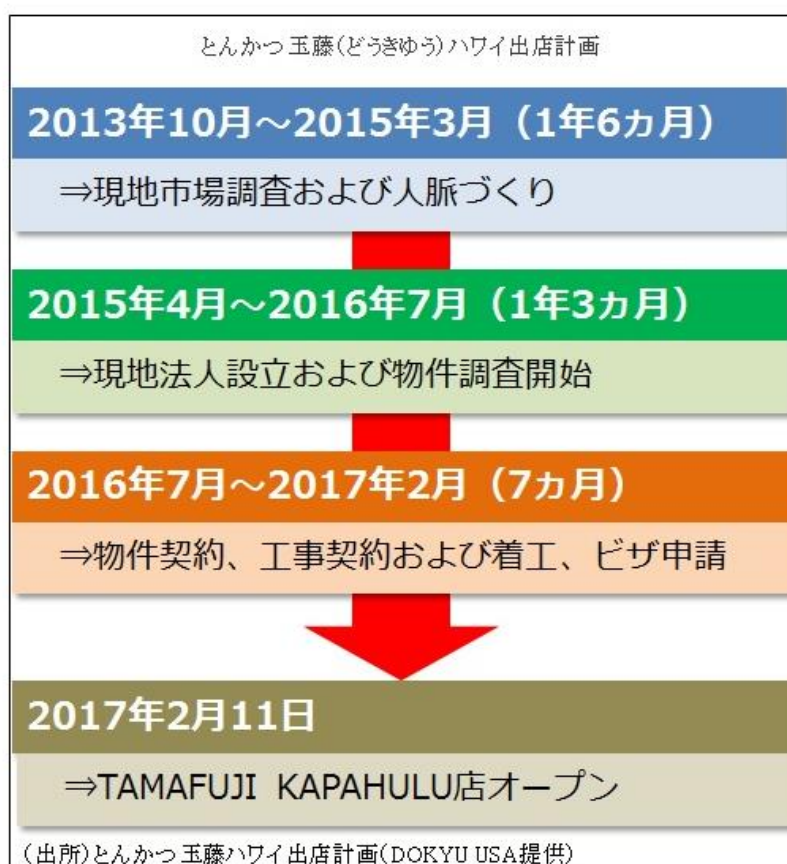 とんかつ 玉藤(どうきゆう)ハワイ出店計画
2013年10月～2015年3月（1年6ヵ月）
⇒現地市場調査および人脈づくり
2015年4月～2016年7月（1年3ヵ月）
⇒現地法人設立および物件調査開始
2016年7月～2017年2月（7ヵ月）
⇒物件契約、工事契約および着工、ビザ申請
2017年2月11日
⇒TAMAFUJI KAPAHULU店オープン
(出所)とんかつ 玉藤ハワイ出店計画(DOKYU USA提供)